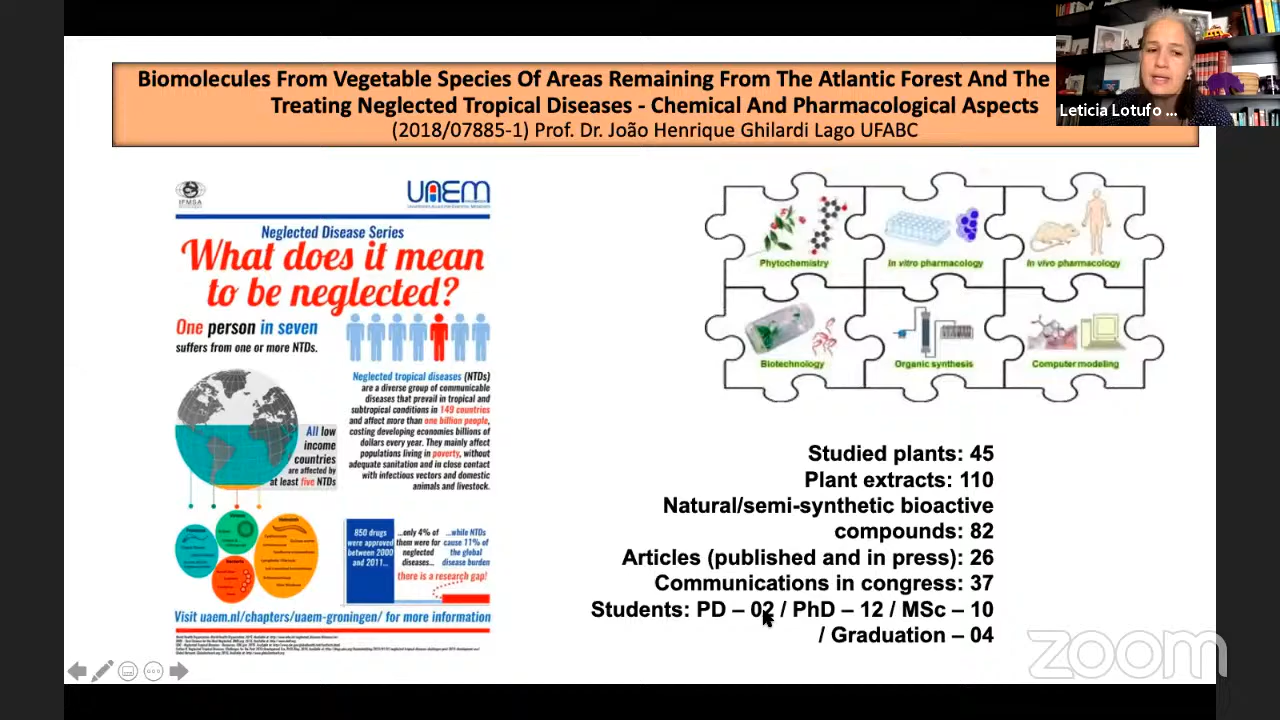 Biomolecules From Vegetable Species Of Areas Remaining From The Atlantic Forest And The
Treating Neglected Tropical Diseases - Chemical And Pharmacological Aspects
(2018/07885-1) Prof. Dr. João Henrique Ghilardi Lago UFABC
Leticia Lotufo ...
IFMSA
UAEM
Neglected Disease Series
What does it mean
to be neglected?
One person in seven
suffers from one or more NTDs.
Neglected tropical diseases (NTDs)
are a diverse group of communicable
diseases that prevail in tropical and
subtropical conditions in 149 countries
and affect more than one billion people,
costing developing economies billions of
dollars every year. They mainly affect
populations living in poverty, without
adequate sanitation and in close contact
with infectious vectors and domestic
animals and livestock.
All low
income
countries
are affected by
at least five NTDs
850 drugs
were approved
between 2000
and 2011...
...only 4% of
them were for
neglected
diseases...
...while NTDs
cause 11% of
the global
disease burden
there is a research gap!
Visit uaem.nl/chapters/uaem-groningen/ for more information
Phytochemistry
In vitro pharmacology
In vivo pharmacology
Biotechnology
Organic synthesis
Computer modeling
Studied plants: 45
Plant extracts: 110
Natural/semi-synthetic bioactive
compounds: 82
Articles (published and in press): 26
Communications in congress: 37
Students: PD – 02 / PhD – 12 / MSc – 10
/ Graduation – 04
zoom